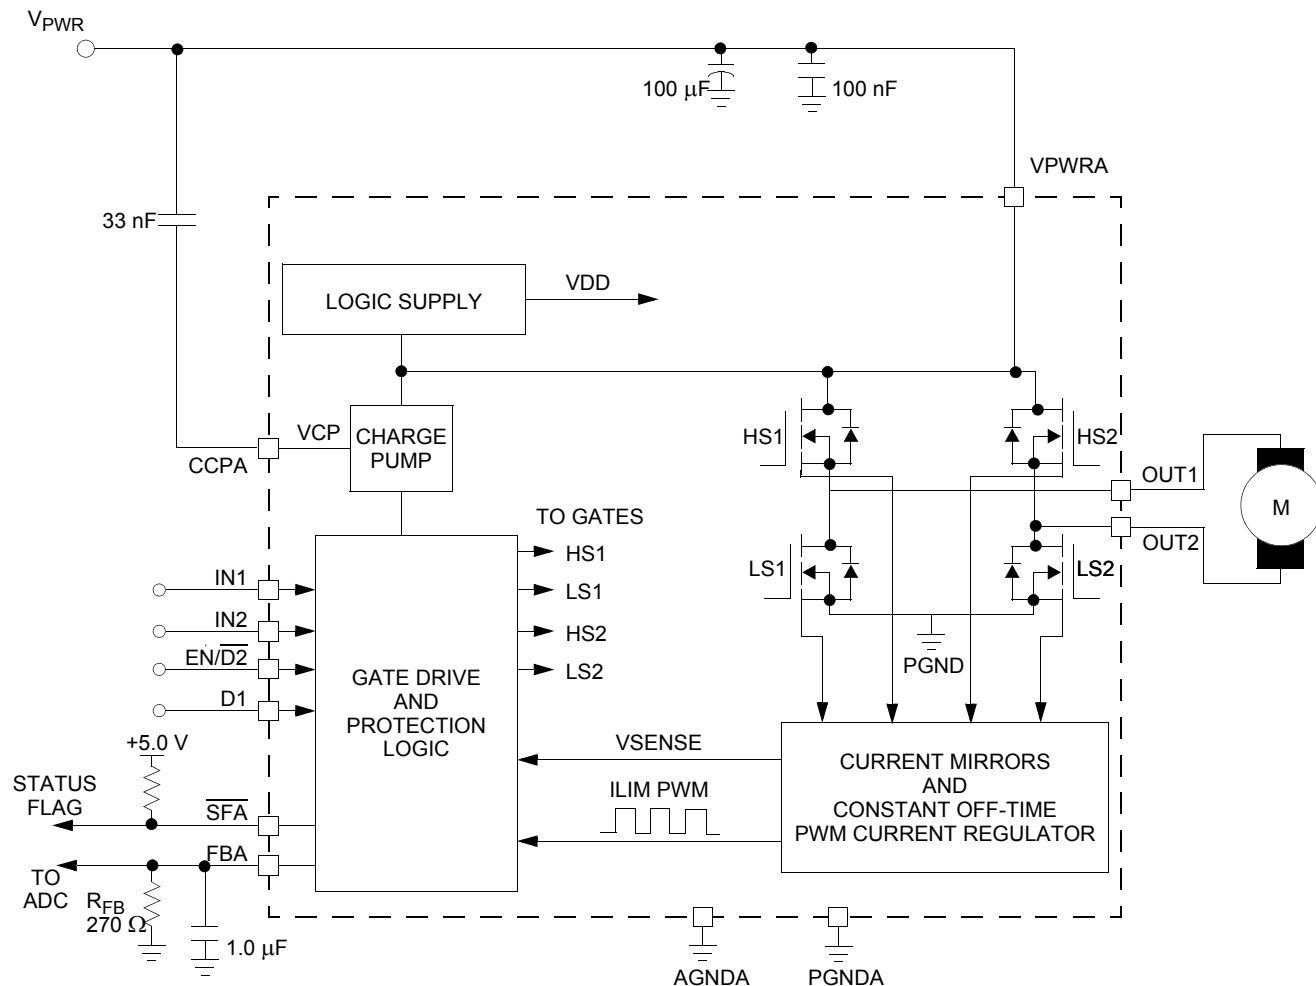 VPWR
100 μF
100 nF
VPWRA
33 nF
LOGIC SUPPLY
VDD
VCP
CHARGE
PUMP
CCPA
HS1
HS2
OUT1
M
OUT2
TO GATES
HS1
LS1
HS2
LS2
LS1
LS2
PGND
IN1
IN2
EN/D2
D1
GATE DRIVE
AND
PROTECTION
LOGIC
+5.0 V
STATUS
FLAG
SFA
FBA
TO
ADC
RFB
270 Ω
1.0 μF
VSENSE
ILIM PWM
CURRENT MIRRORS
AND
CONSTANT OFF-TIME
PWM CURRENT REGULATOR
AGNDA
PGNDA